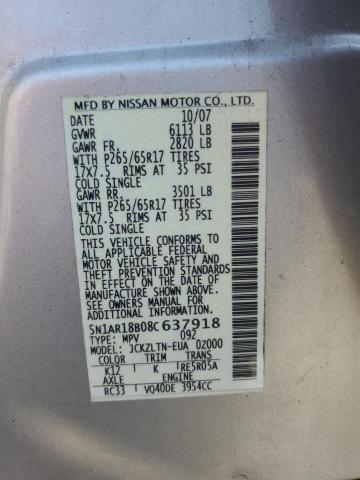 MFD BY NISSAN MOTOR CO., LTD.
DATE 10/07
GVWR 6113 LB
GAWR FR. 2820 LB
WITH P265/65R17 TIRES
17X7.5 RIMS AT 35 PSI
COLD SINGLE
GAWR RR. 3501 LB
WITH P265/65R17 TIRES
17X7.5 RIMS AT 35 PSI
COLD SINGLE
THIS VEHICLE CONFORMS TO
ALL APPLICABLE FEDERAL
MOTOR VEHICLE SAFETY AND
THEFT PREVENTION STANDARDS
IN EFFECT ON THE DATE OF
MANUFACTURE SHOWN ABOVE.
SEE OWNERS MANUAL
5N1AR18B08C637918
TYPE: MPV 092
MODEL: JCKZLTN-EUA 02000
COLOR TRIM TRANS
K12 K RE5R05A
AXLE ENGINE
RC33 VQ40DE 3954CC